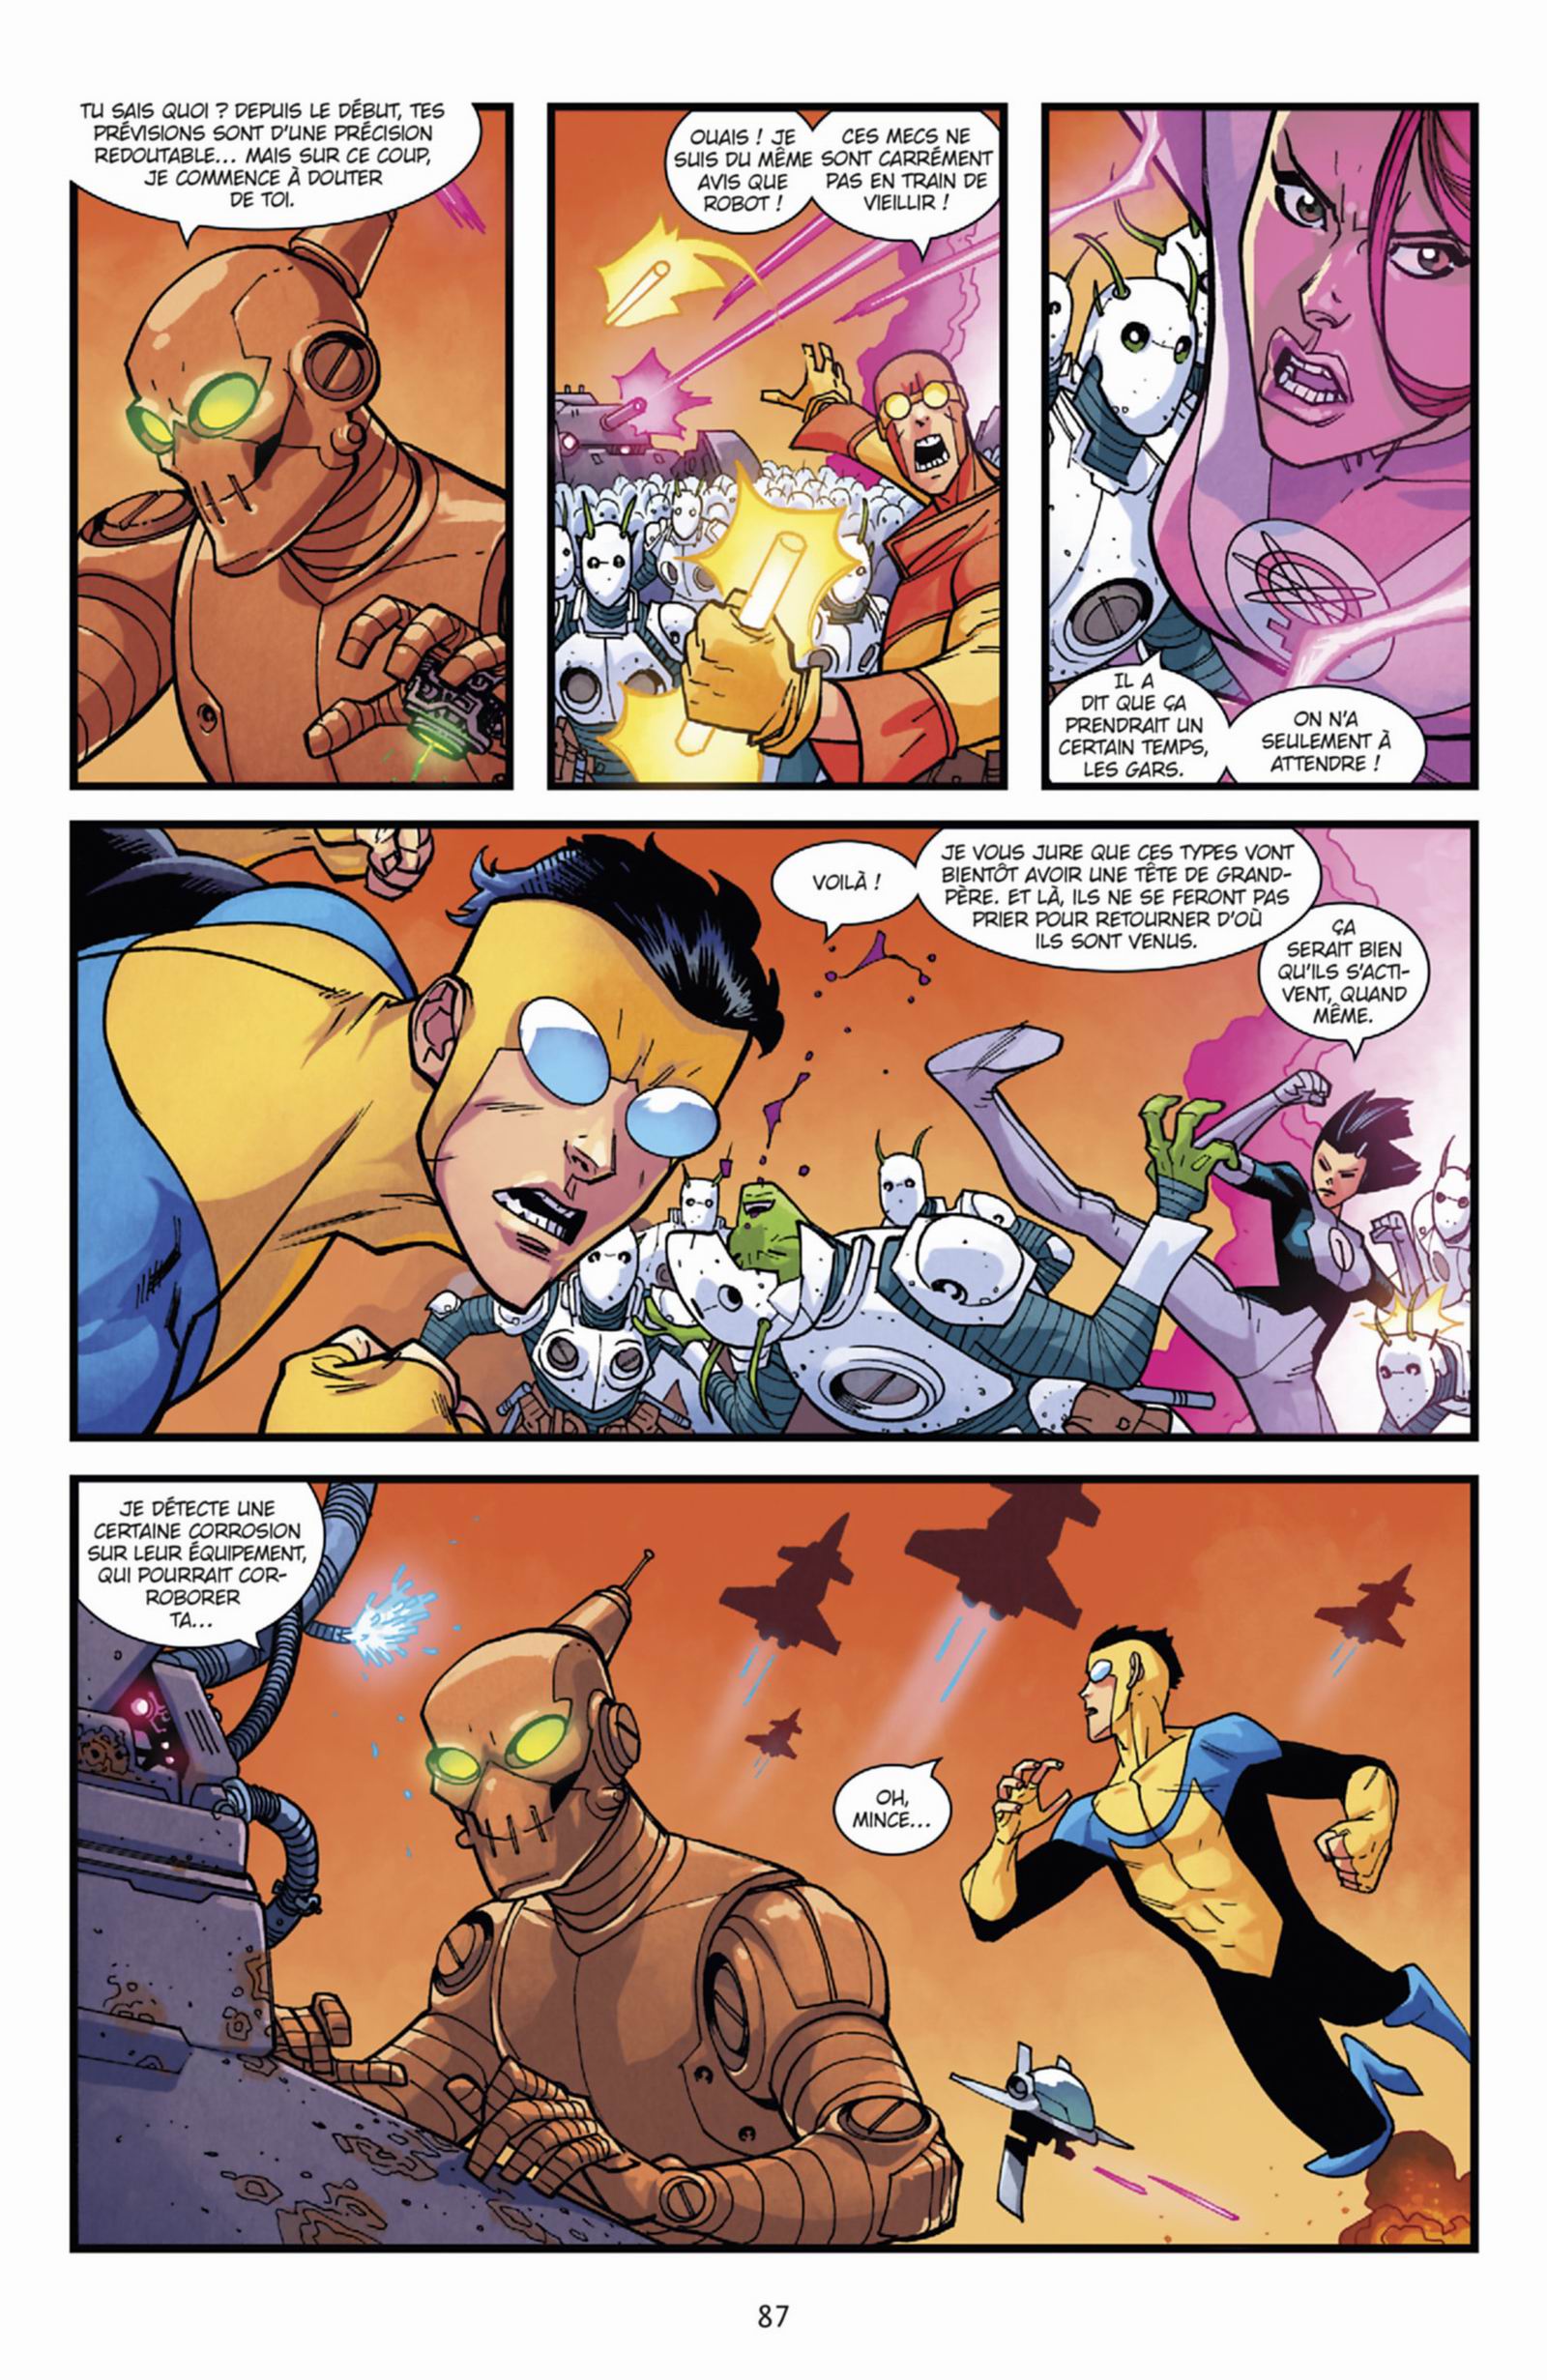 TU SAIS QUOI ? DEPUIS LE DÉBUT, TES
PRÉVISIONS SONT D'UNE PRÉCISION
REDOUTABLE... MAIS SUR CE COUP,
JE COMMENCE À DOUTER
DE TOI.
OUAIS ! JE
SUIS DU MÊME
AVIS QUE
ROBOT !
CES MECS NE
SONT CARRÉMENT
PAS EN TRAIN DE
VIEILLIR !
IL A
DIT QUE ÇA
PRENDRAIT UN
CERTAIN TEMPS,
LES GARS.
ON N'A
SEULEMENT À
ATTENDRE !
VOILÀ !
JE VOUS JURE QUE CES TYPES VONT
BIENTÔT AVOIR UNE TÊTE DE GRAND-
PÈRE. ET LÀ, ILS NE SE FERONT PAS
PRIER POUR RETOURNER D'OÙ
ILS SONT VENUS.
ÇA
SERAIT BIEN
QU'ILS S'ACTI-
VENT, QUAND
MÊME.
JE DÉTECTE UNE
CERTAINE CORROSION
SUR LEUR ÉQUIPEMENT,
QUI POURRAIT COR-
ROBORER
TA...
OH,
MINCE...
87